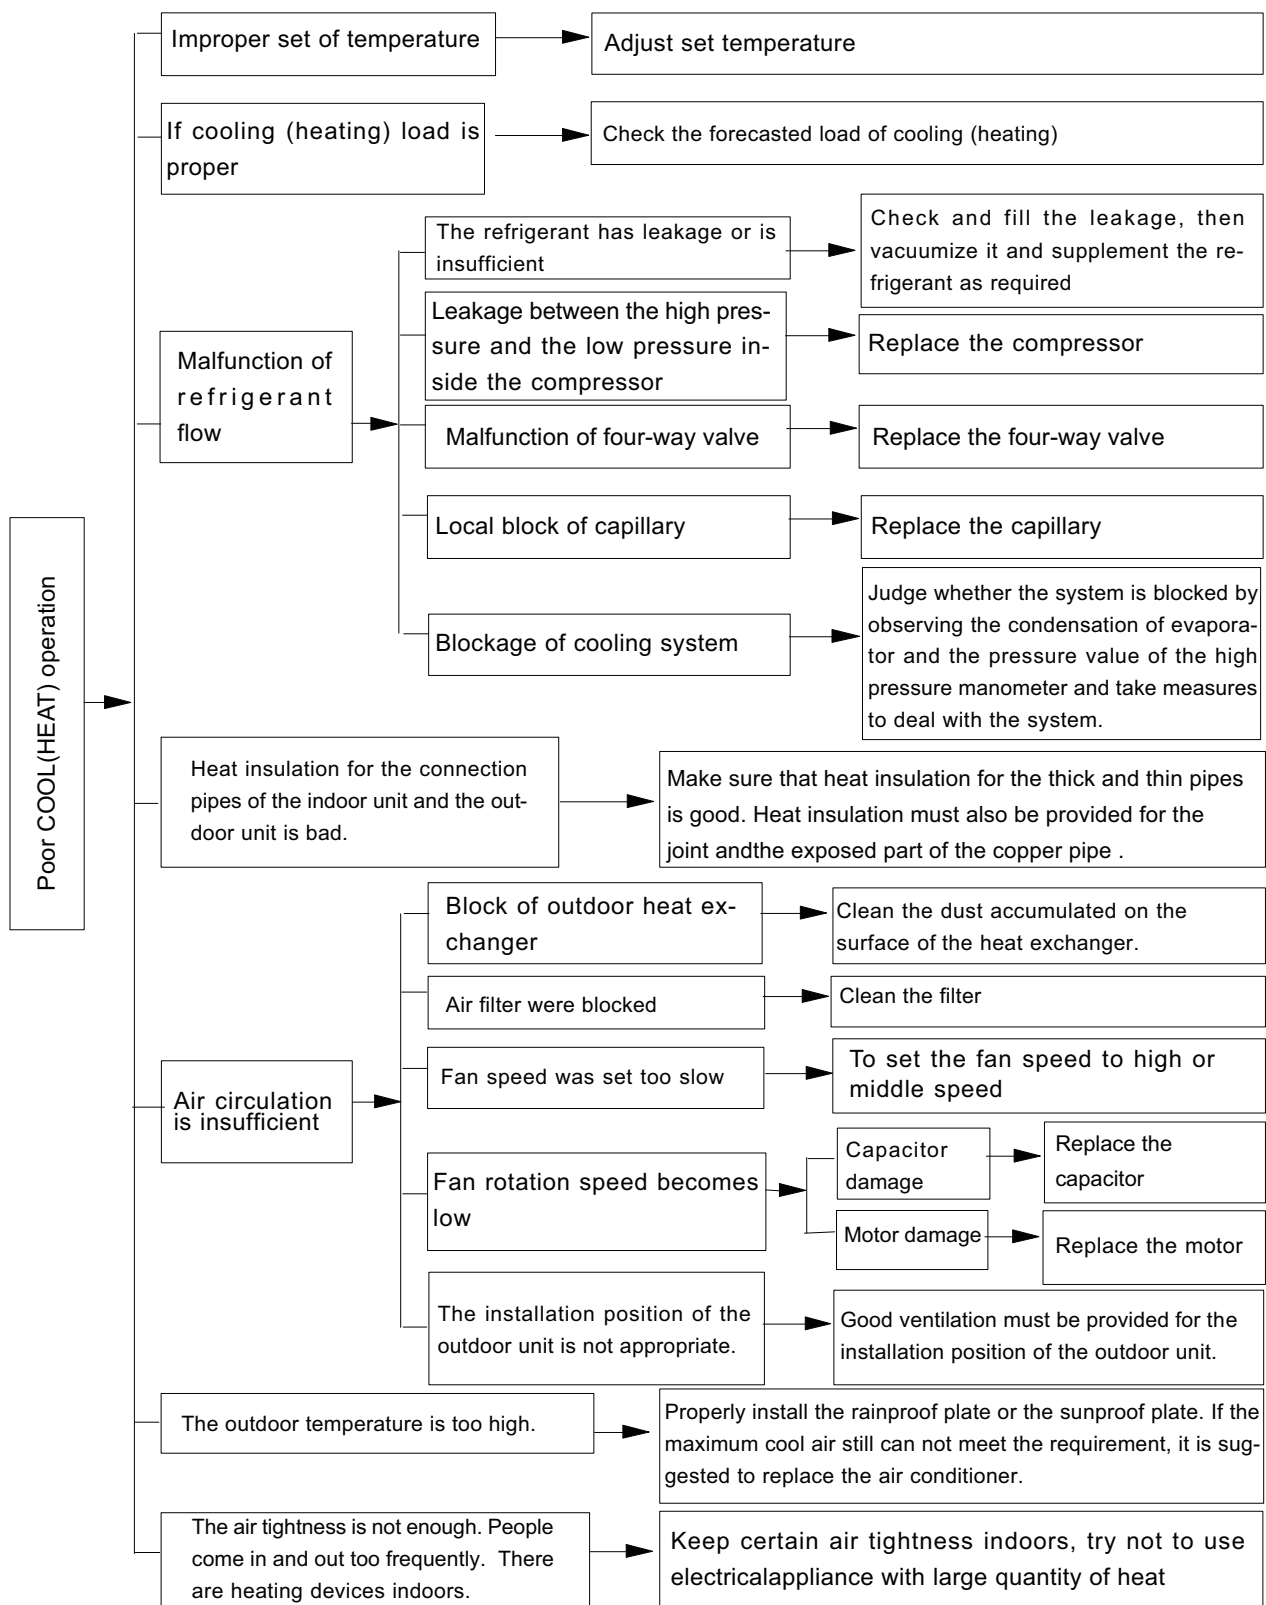 Improper set of temperature
Adjust set temperature
If cooling (heating) load is
proper
Check the forecasted load of cooling (heating)
The refrigerant has leakage or is
insufficient
Check and fill the leakage, then
vacuumize it and supplement the re-
frigerant as required
Leakage between the high pres-
sure and the low pressure in-
side the compressor
Replace the compressor
Malfunction of
refrigerant
flow
Malfunction of four-way valve
Replace the four-way valve
Local block of capillary
Replace the capillary
Blockage of cooling system
Judge whether the system is blocked by
observing the condensation of evapora-
tor and the pressure value of the high
pressure manometer and take measures
to deal with the system.
Poor COOL(HEAT) operation
Heat insulation for the connection
pipes of the indoor unit and the out-
door unit is bad.
Make sure that heat insulation for the thick and thin pipes
is good. Heat insulation must also be provided for the
joint andthe exposed part of the copper pipe .
Block of outdoor heat ex-
changer
Clean the dust accumulated on the
surface of the heat exchanger.
Air filter were blocked
Clean the filter
Air circulation
is insufficient
Fan speed was set too slow
To set the fan speed to high or
middle speed
Fan rotation speed becomes
low
Capacitor
damage
Replace the
capacitor
Motor damage
Replace the motor
The installation position of the
outdoor unit is not appropriate.
Good ventilation must be provided for the
installation position of the outdoor unit.
The outdoor temperature is too high.
Properly install the rainproof plate or the sunproof plate. If the
maximum cool air still can not meet the requirement, it is sug-
gested to replace the air conditioner.
The air tightness is not enough. People
come in and out too frequently. There
are heating devices indoors.
Keep certain air tightness indoors, try not to use
electricalappliance with large quantity of heat